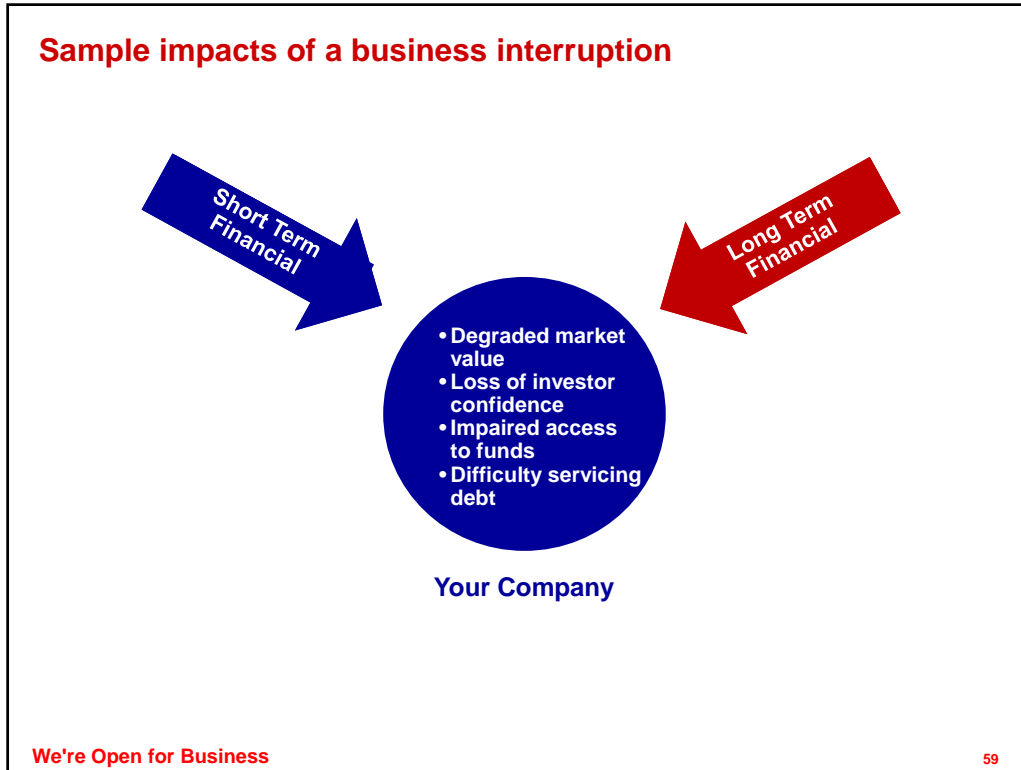 Sample impacts of a business interruption
Short Term
Financial
Long Term
Financial
• Degraded market
value
• Loss of investor
confidence
• Impaired access
to funds
• Difficulty servicing
debt
Your Company
We're Open for Business
59